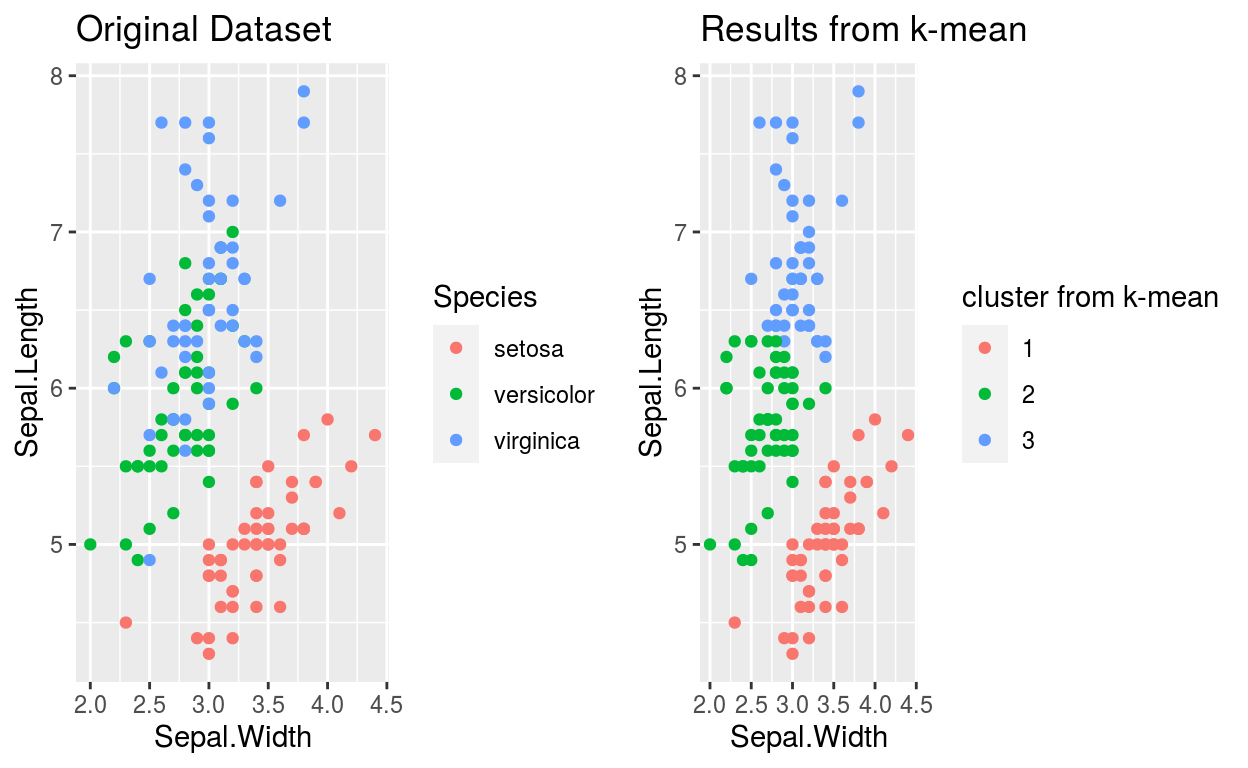 Original Dataset
8
7
6
5
Sepal.Length
2.0 2.5 3.0 3.5 4.0 4.5
Sepal.Width
Species
setosa
versicolor
virginica
Results from k-mean
8
7
6
5
Sepal.Length
2.0 2.5 3.0 3.5 4.0 4.5
Sepal.Width
cluster from k-mean
1
2
3